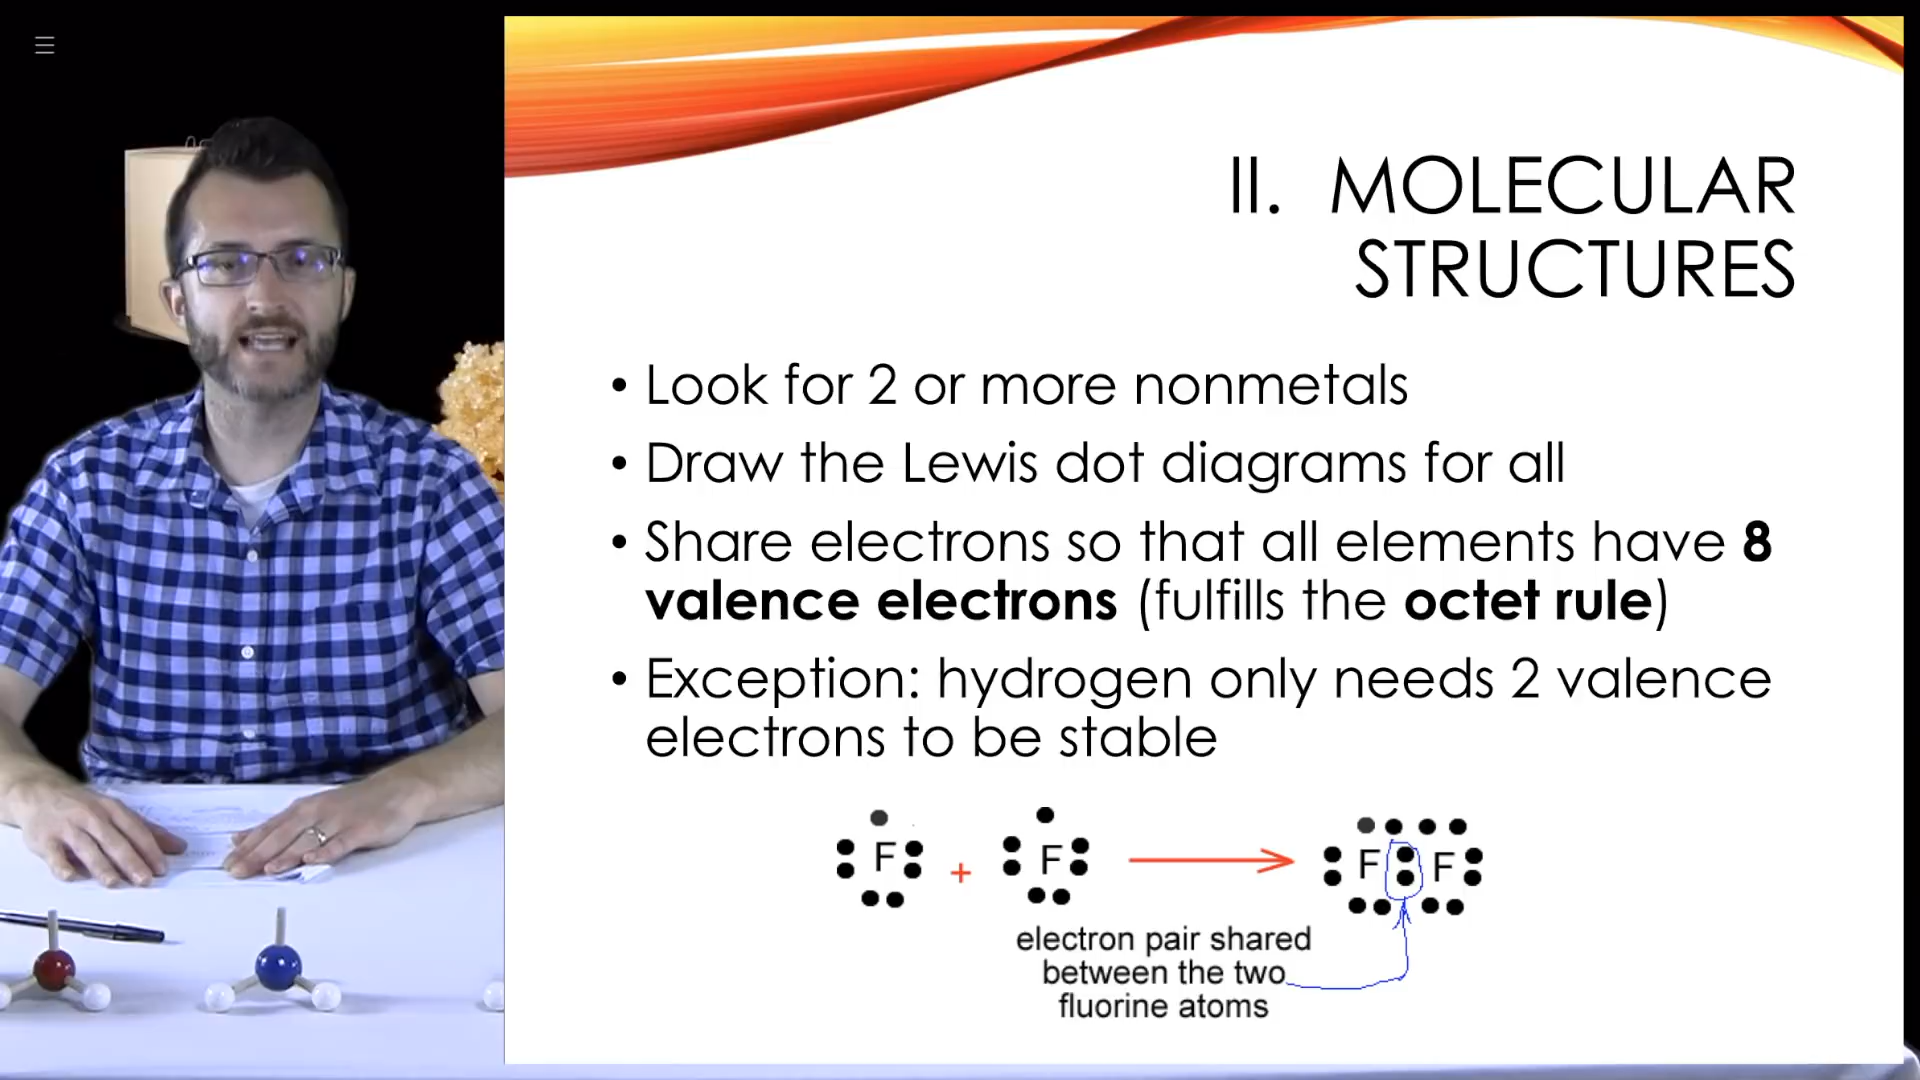 II. MOLECULAR
STRUCTURES
• Look for 2 or more nonmetals
• Draw the Lewis dot diagrams for all
• Share electrons so that all elements have 8
valence electrons (fulfills the octet rule)
• Exception: hydrogen only needs 2 valence
electrons to be stable
F + F F F
electron pair shared
between the two
fluorine atoms